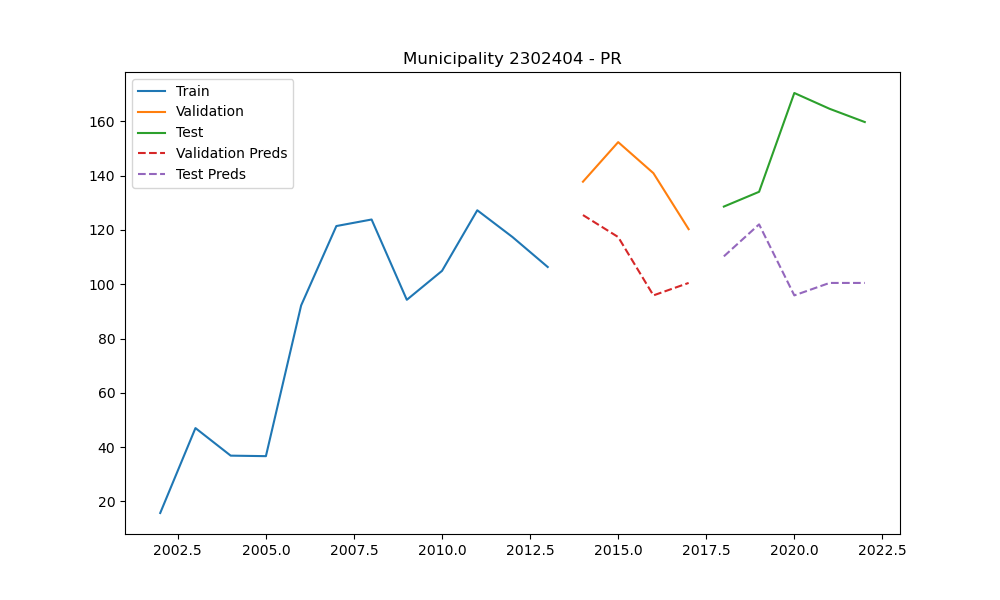 Municipality 2302404 - PR
Train
Validation
Test
Validation Preds
Test Preds
160
140
120
100
80
60
40
20
2002.5 2005.0 2007.5 2010.0 2012.5 2015.0 2017.5 2020.0 2022.5